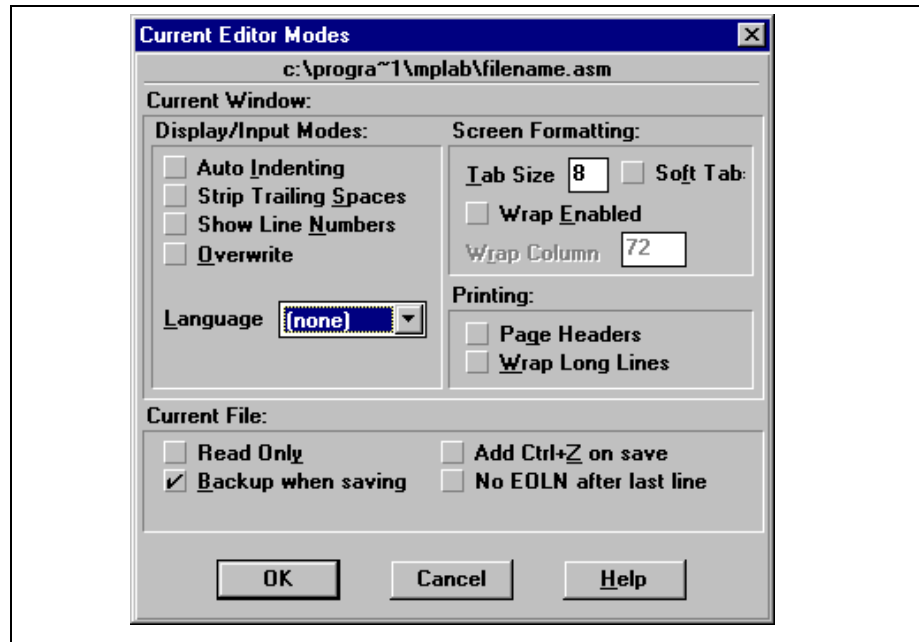 Current Editor Modes
c:\progra~1\mplab\filename.asm
Current Window:
Display/Input Modes:
Auto Indenting
Strip Trailing Spaces
Show Line Numbers
Overwrite
Language (none)
Screen Formatting:
Tab Size 8 Soft Tab:
Wrap Enabled
Wrap Column 72
Printing:
Page Headers
Wrap Long Lines
Current File:
Read Only
Backup when saving
Add Ctrl+Z on save
No EOLN after last line
OK Cancel Help